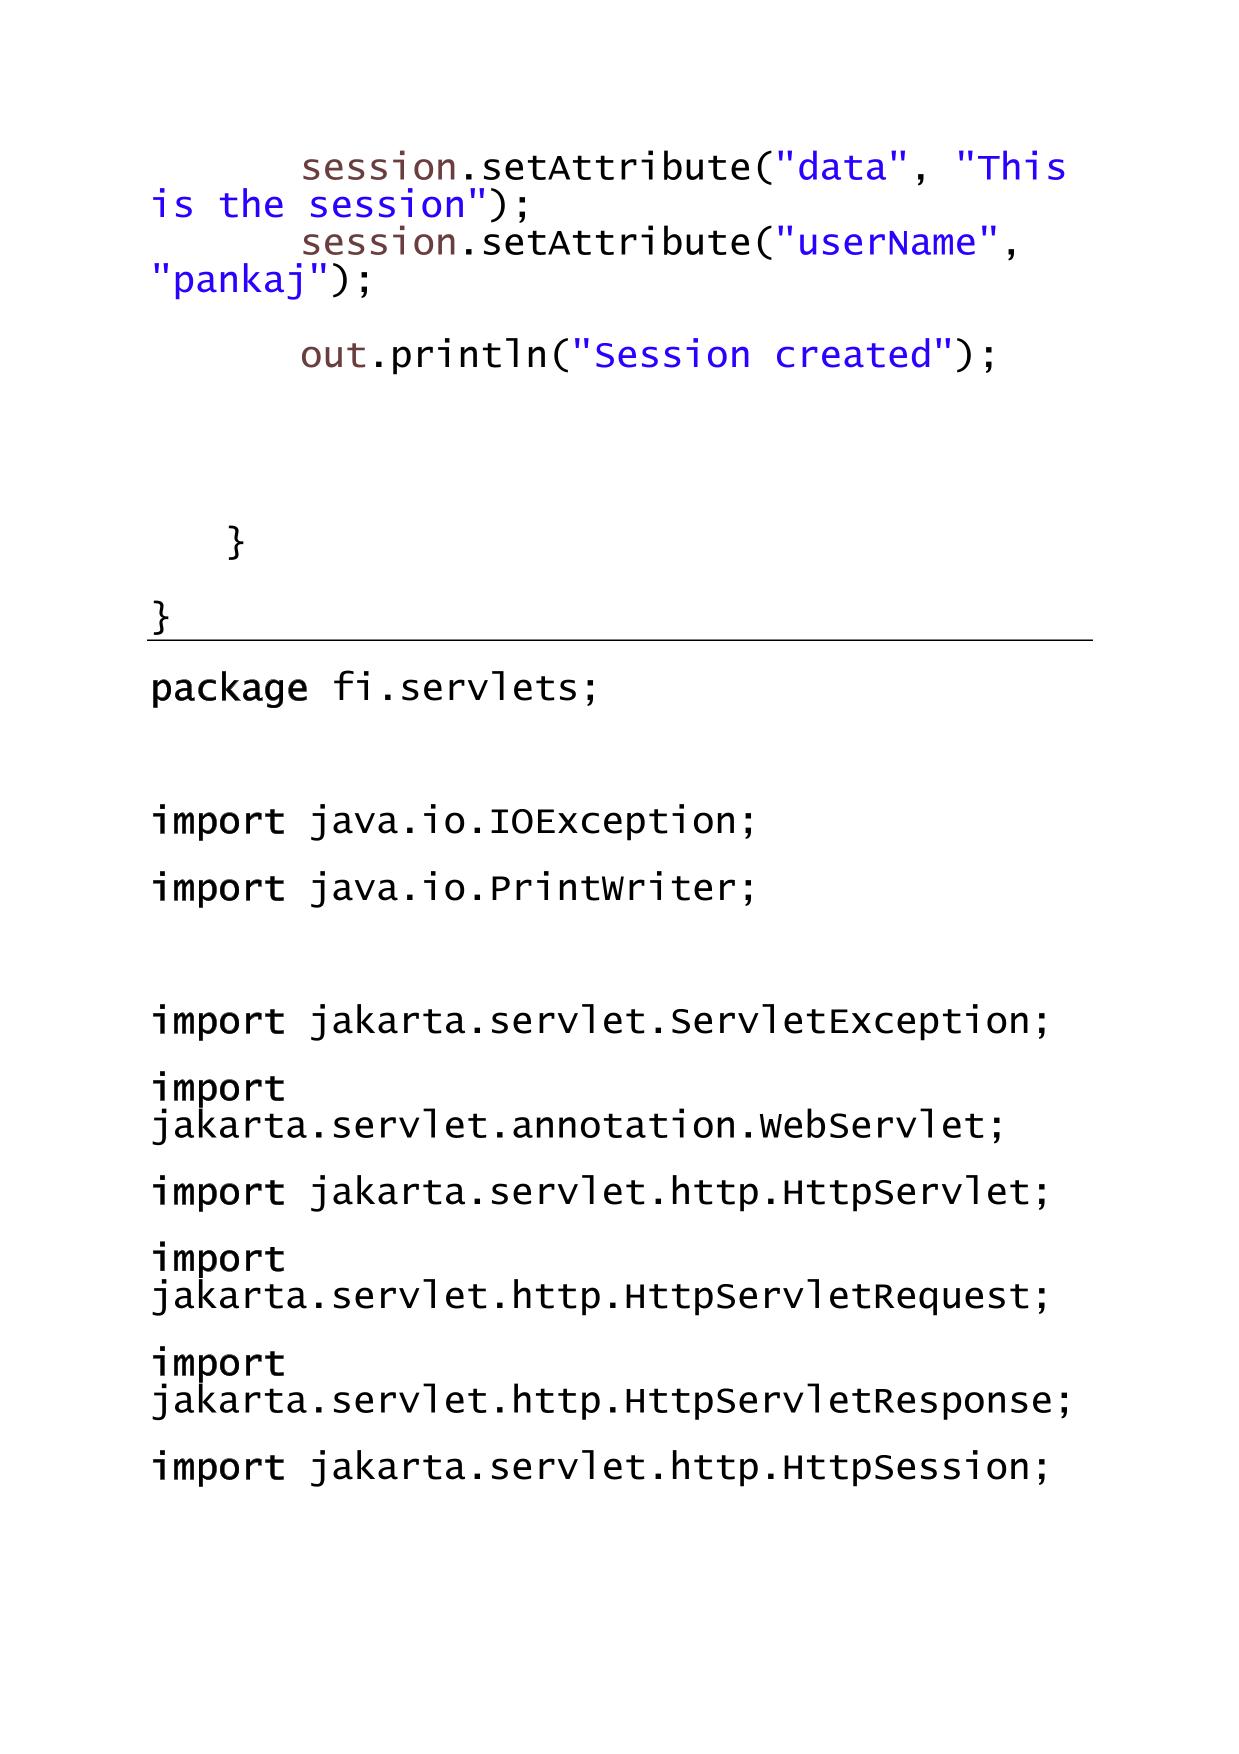 session.setAttribute("data", "This
is the session");
session.setAttribute("userName",
"pankaj");
out.println("Session created");
}
}
package fi.servlets;
import java.io.IOException;
import java.io.PrintWriter;
import jakarta.servlet.ServletException;
import
jakarta.servlet.annotation.WebServlet;
import jakarta.servlet.http.HttpServlet;
import
jakarta.servlet.http.HttpServletRequest;
import
jakarta.servlet.http.HttpServletResponse;
import jakarta.servlet.http.HttpSession;